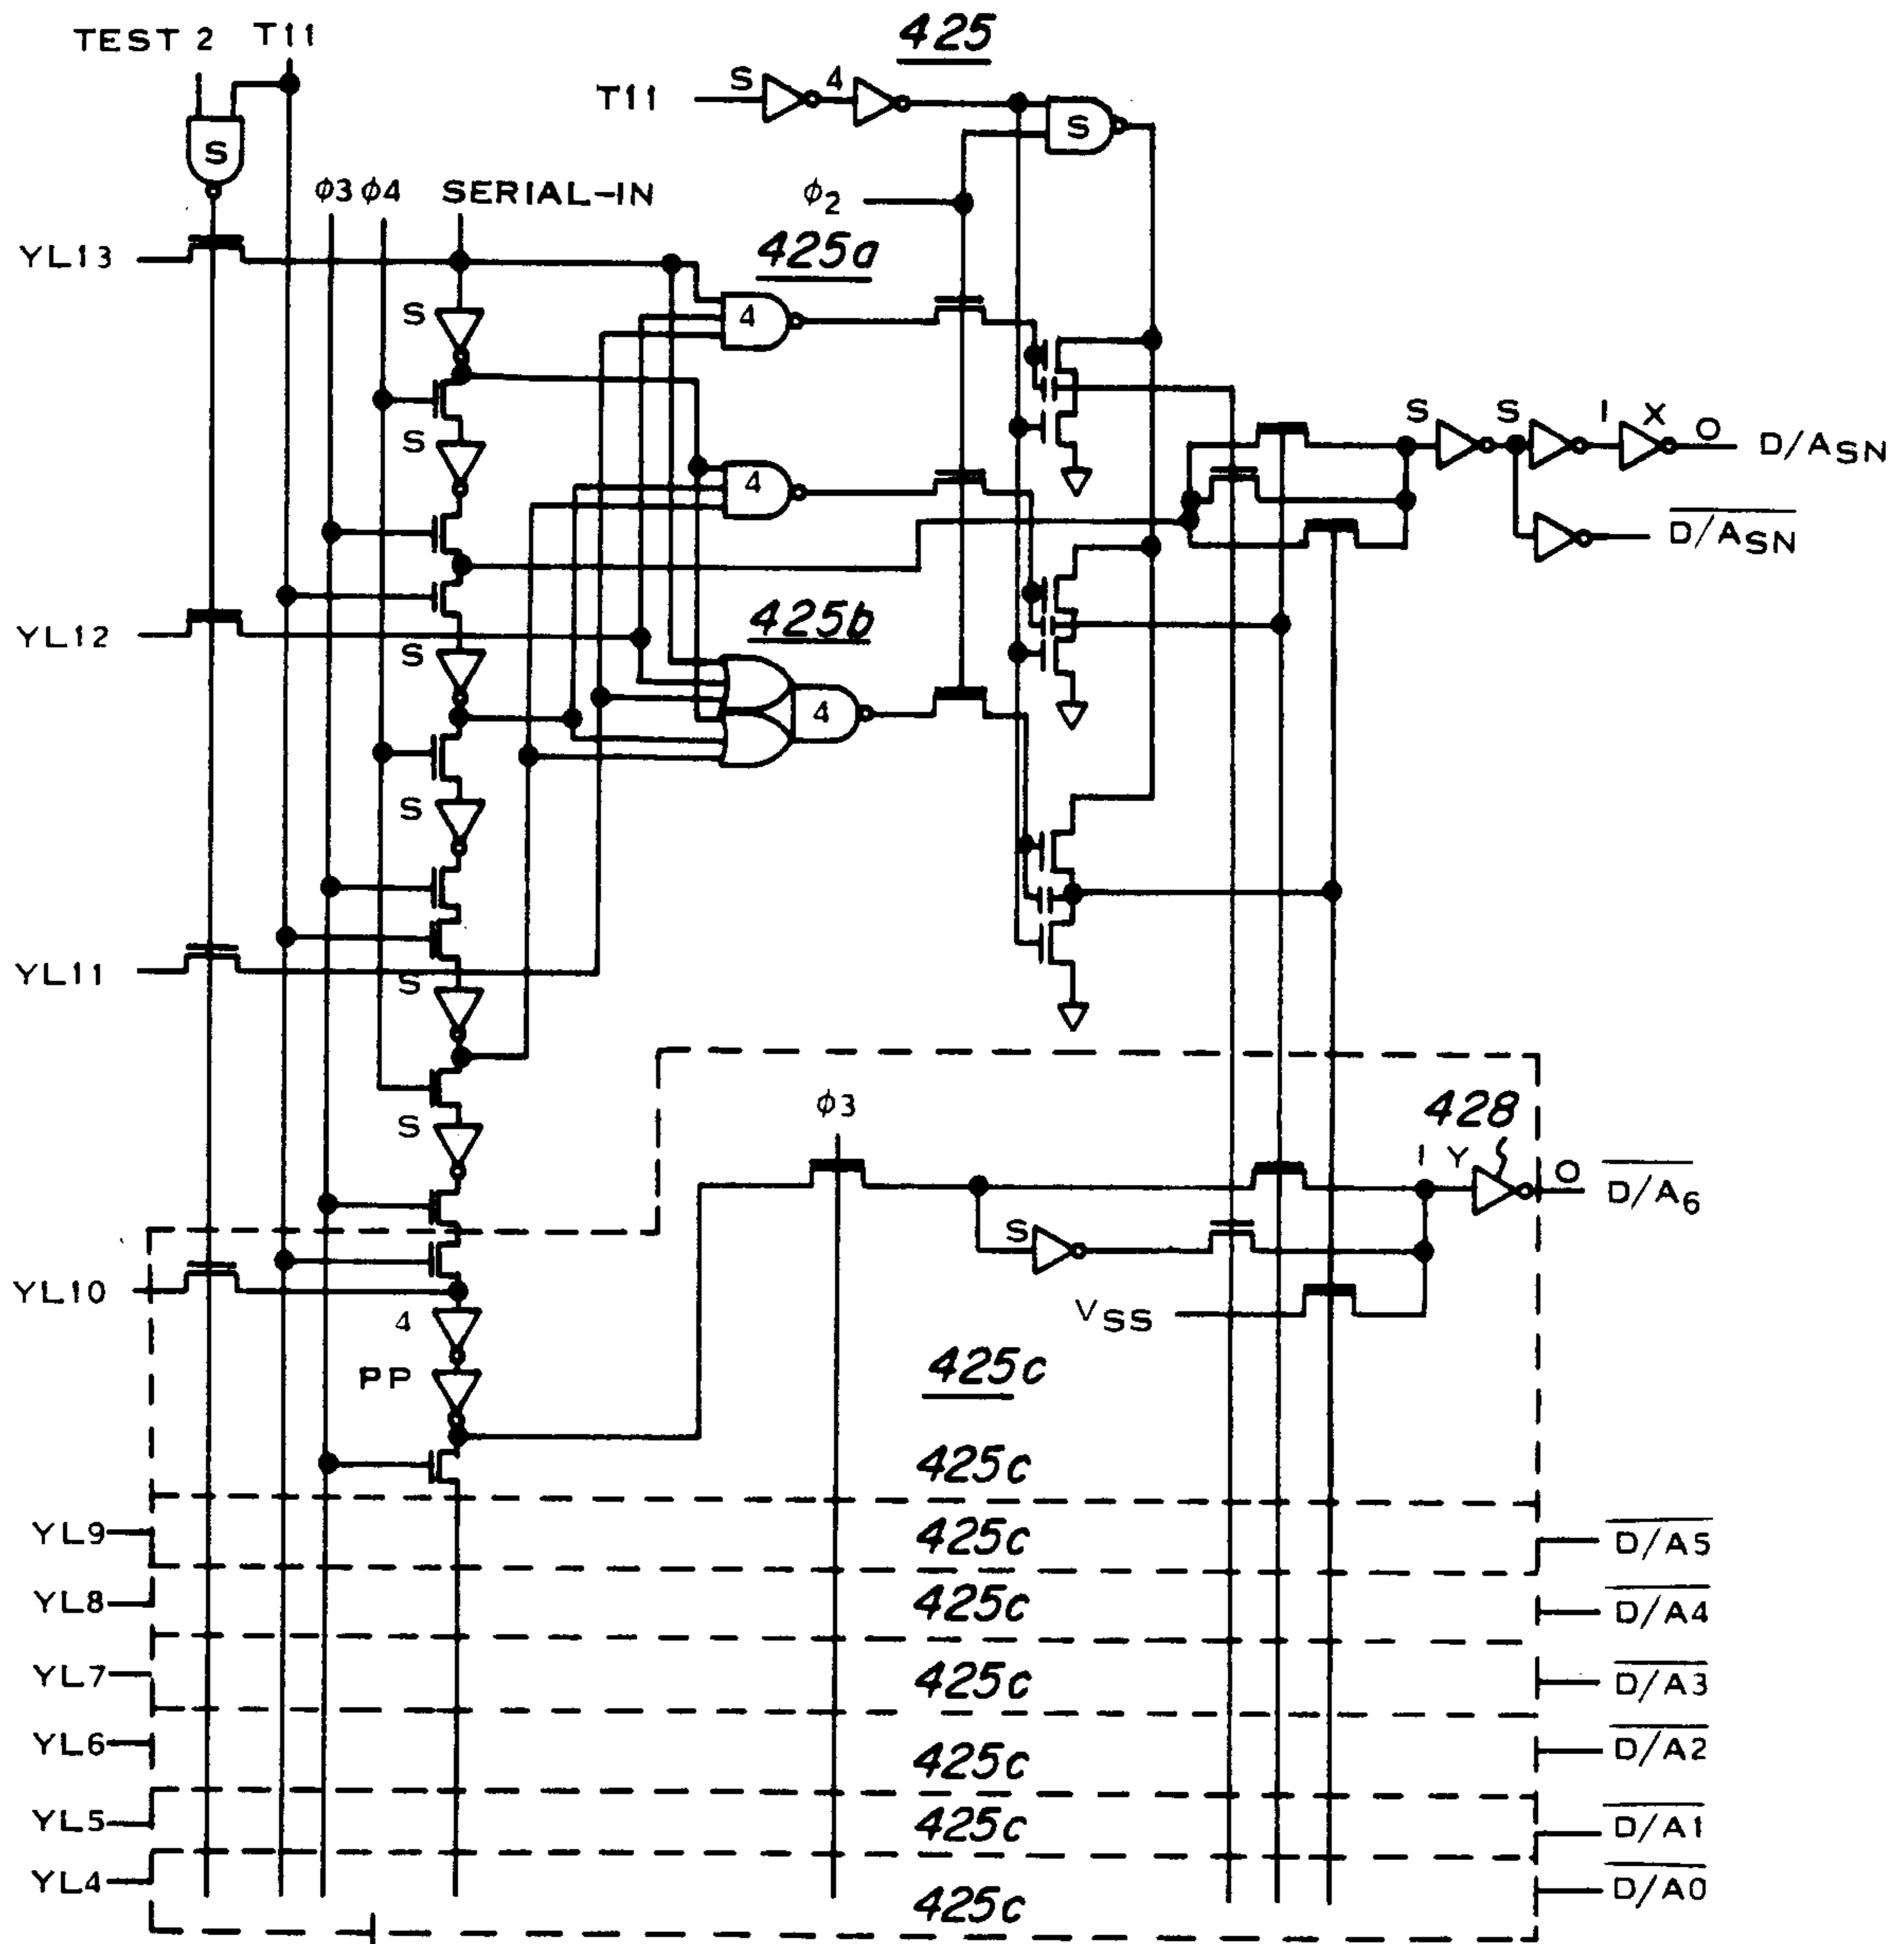 425
TEST 2 T11
T11 S 4
S
S
ϕ3 ϕ4 SERIAL-IN
ϕ2
YL13
425a
S
4
S
4
S S 1 X O D/ASN
D/ASN
425b
YL12
S
4
S
YL11
S
S
ϕ3
428
1 Y O D/A6
S
YL10
VSS
4
PP
425c
425c
YL9 425c D/A5
YL8 425c D/A4
YL7 425c D/A3
YL6 425c D/A2
YL5 425c D/A1
YL4 425c D/A0